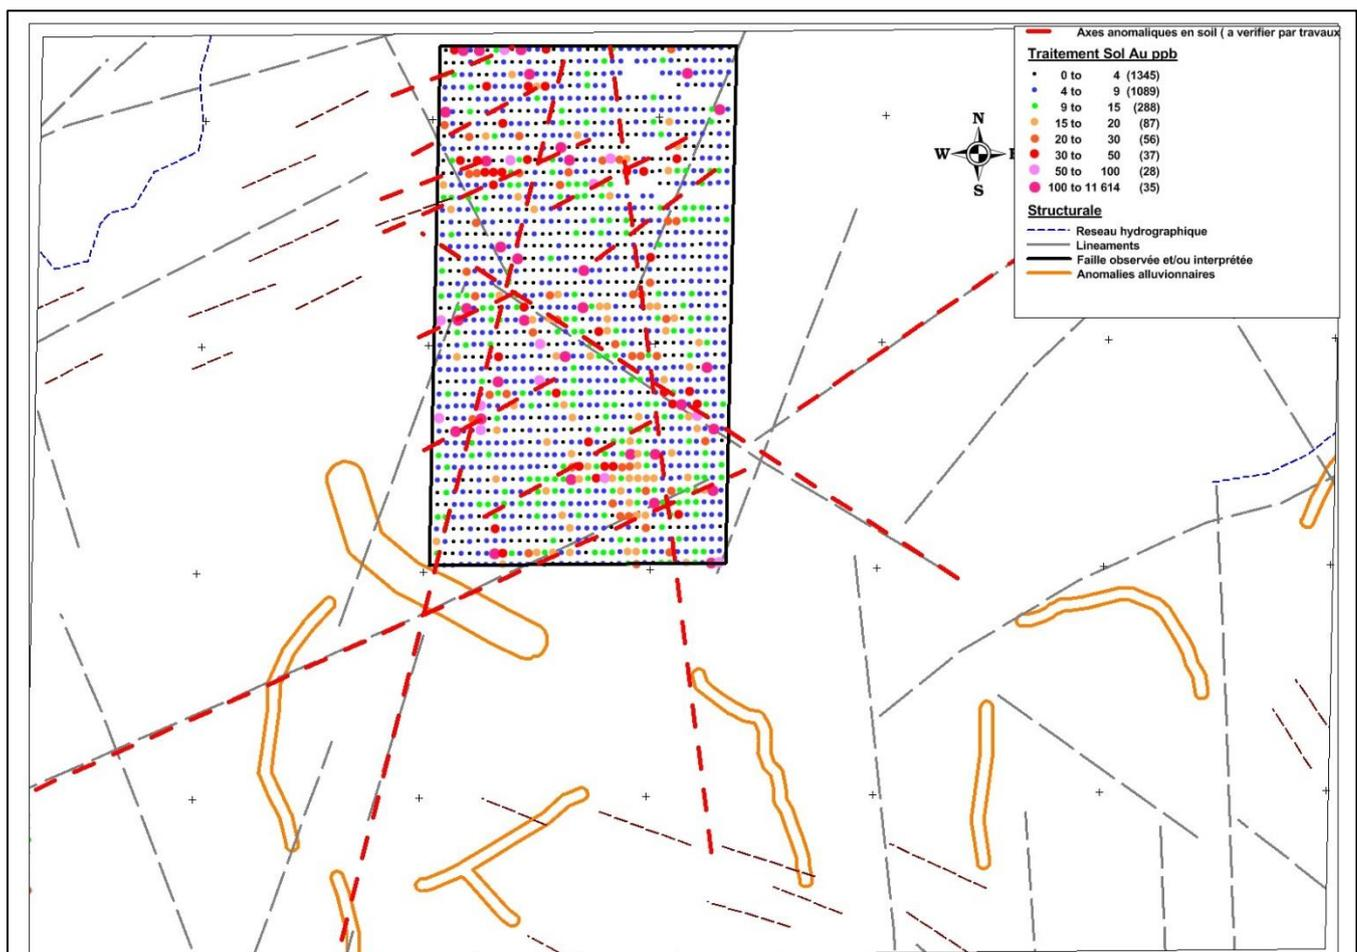 Axes anomaliques en soil ( a verifier par travaux
Traitement Sol Au ppb
0 to 4 (1345)
4 to 9 (1089)
9 to 15 (288)
15 to 20 (87)
20 to 30 (56)
30 to 50 (37)
50 to 100 (28)
100 to 11 614 (35)
Structurale
Reseau hydrographique
Lineaments
Faille observée et/ou interprétée
Anomalies alluvionnaires
N
W
S